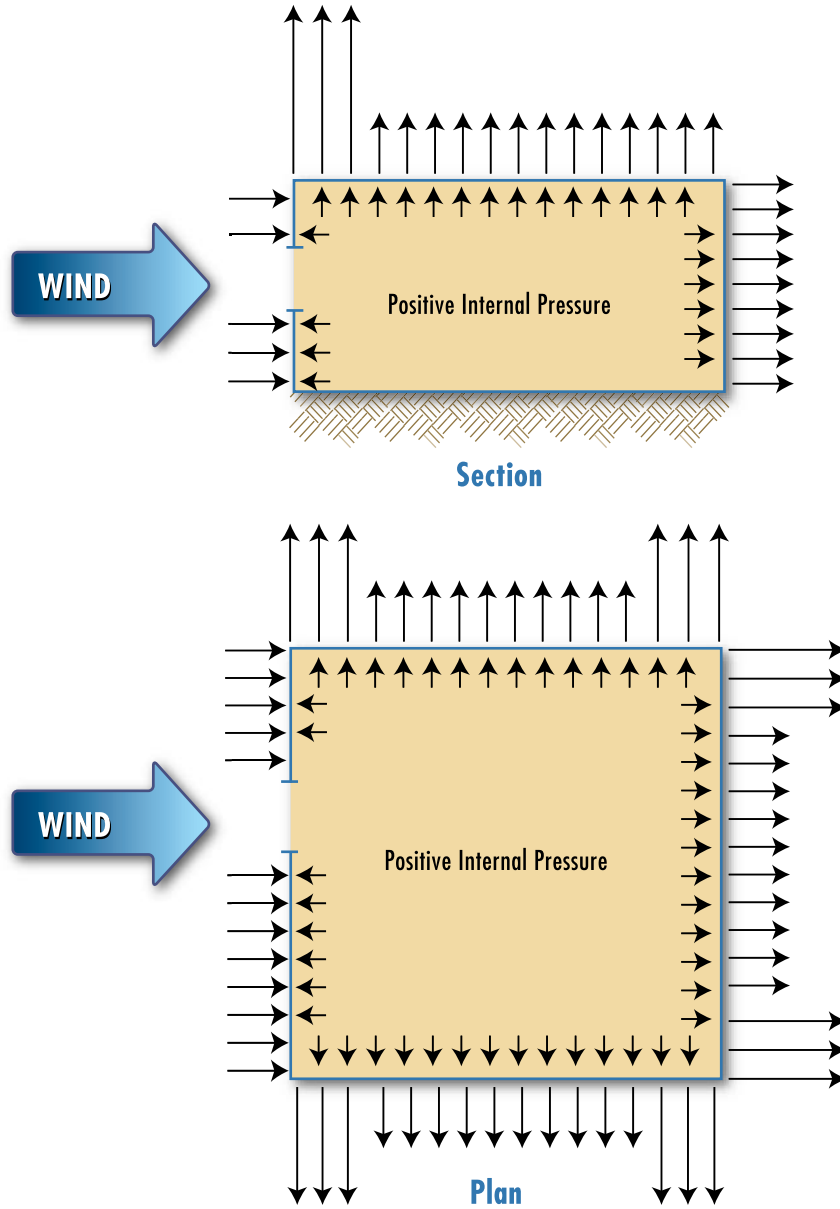 WIND
Positive Internal Pressure
Section
WIND
Positive Internal Pressure
Plan